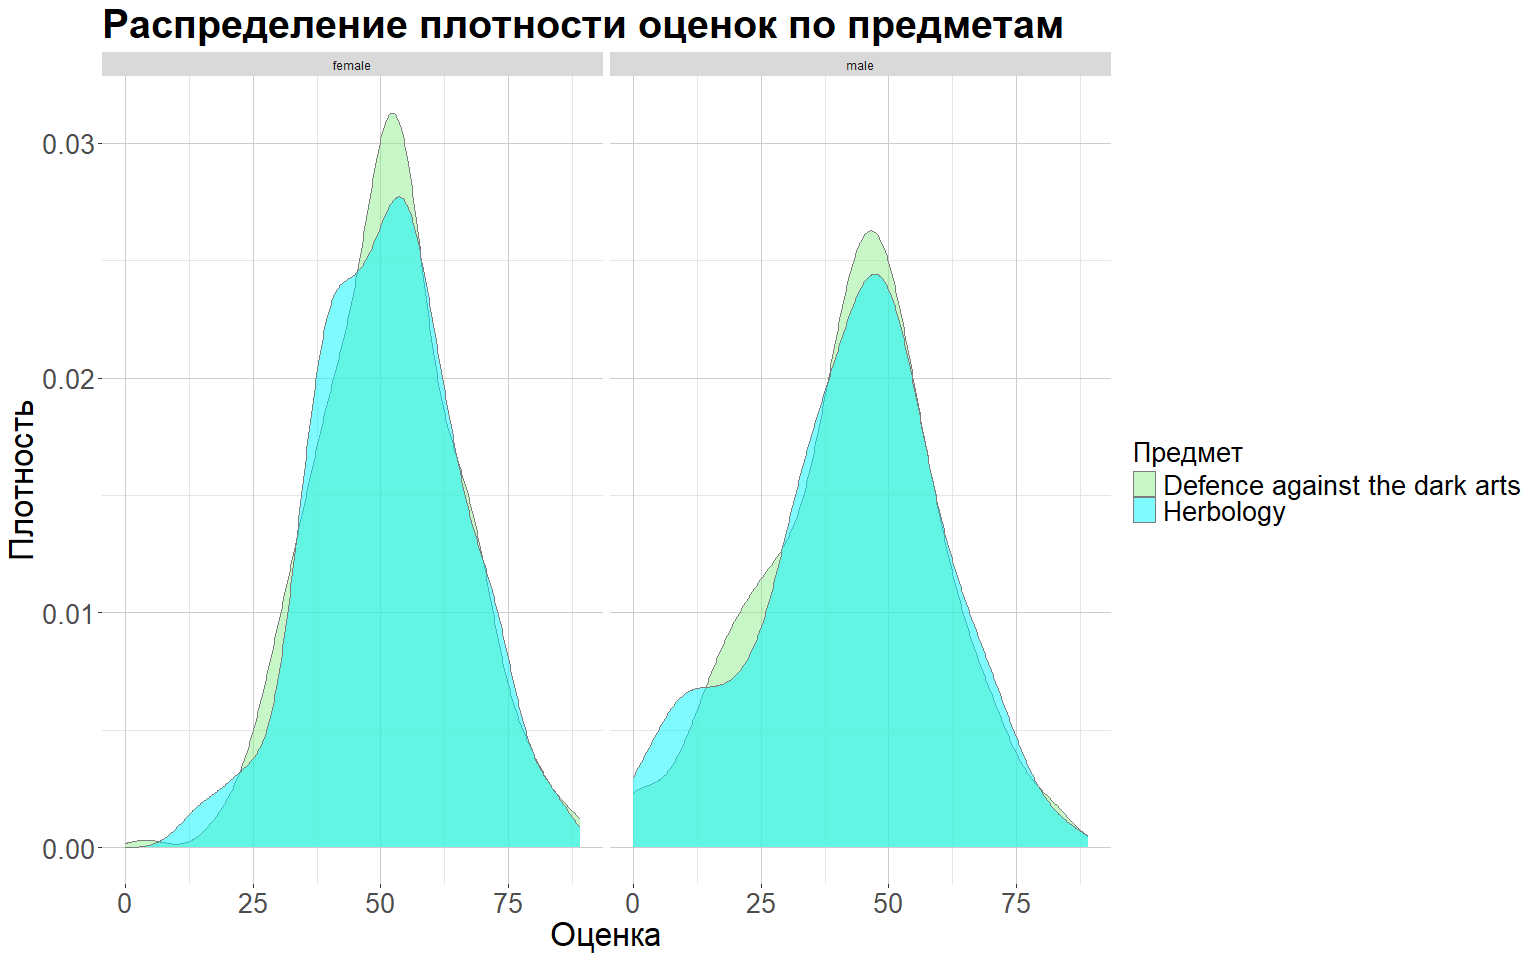 Распределение плотности оценок по предметам
female
male
0.03
0.02
0.01
0.00
Плотность
0 25 50 75
0 25 50 75
Оценка
Предмет
Defence against the dark arts
Herbology